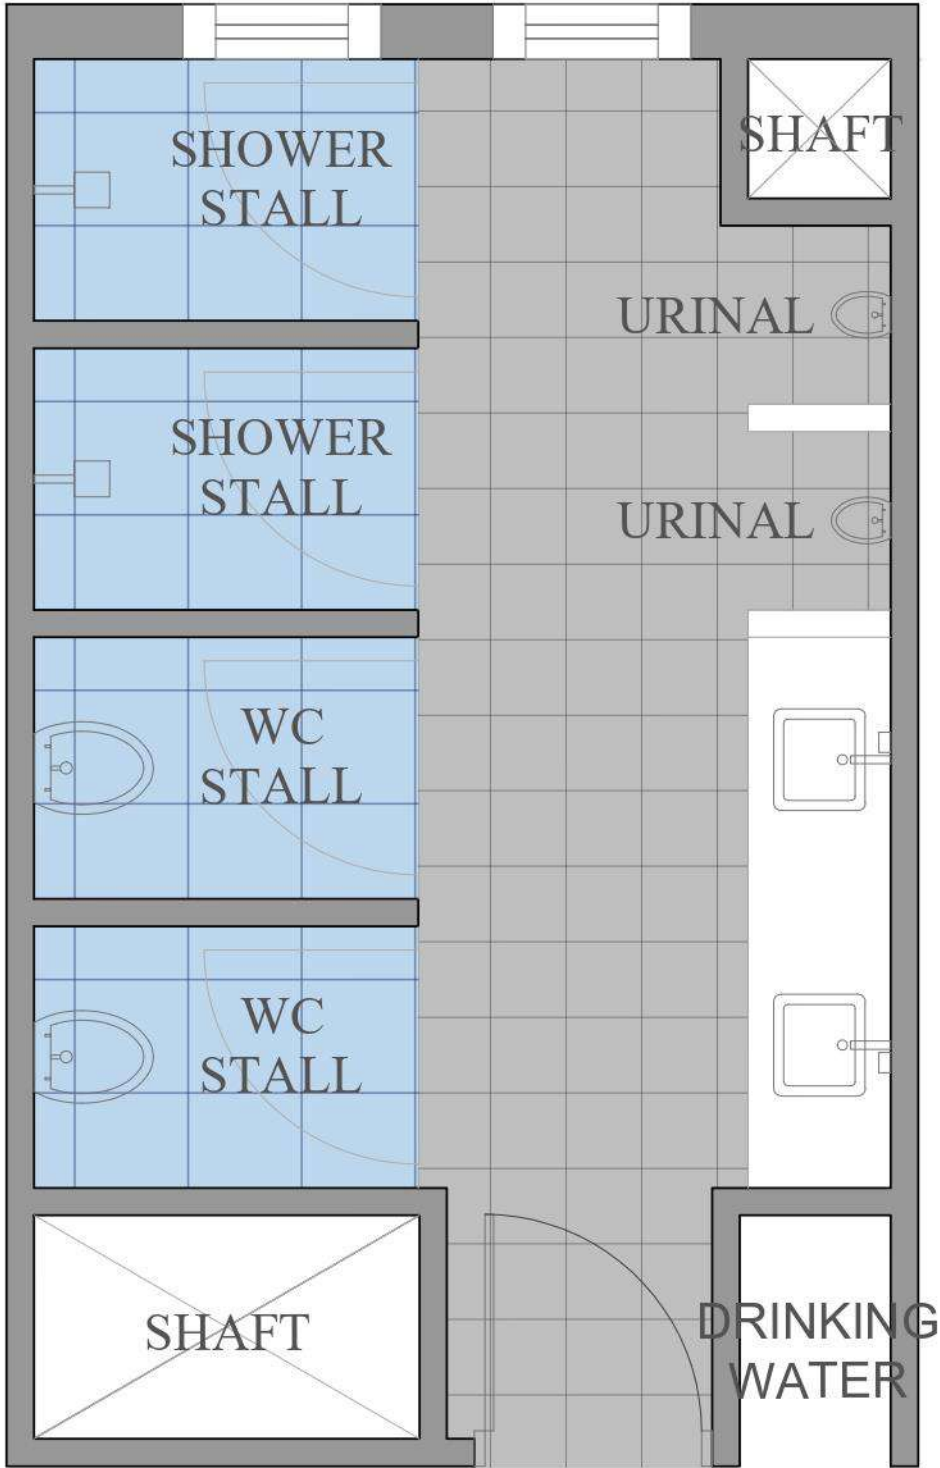 SHOWER
STALL
SHAFT
URINAL
SHOWER
STALL
URINAL
WC
STALL
WC
STALL
SHAFT
DRINKING
WATER